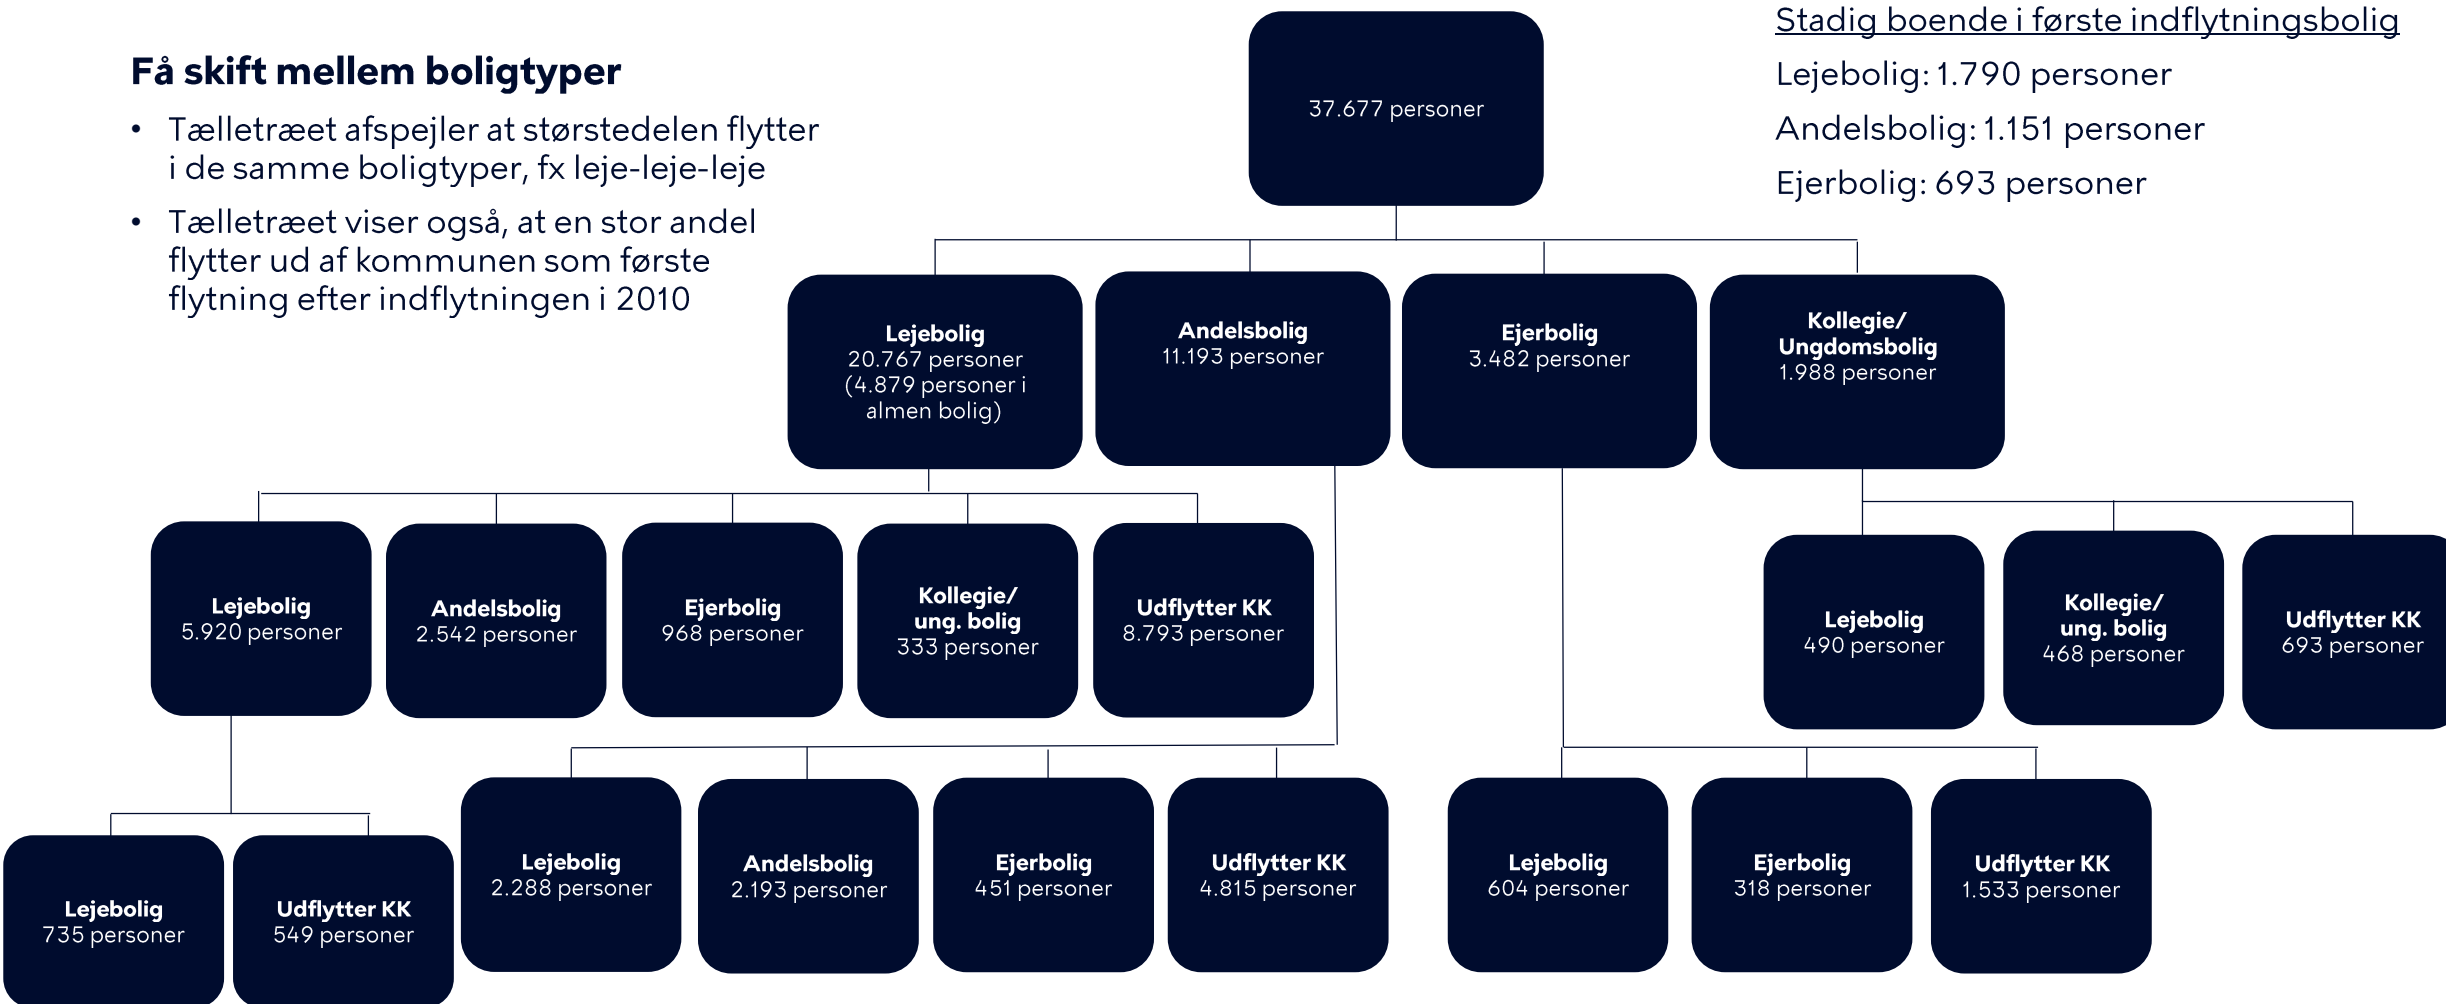 Få skift mellem boligtyper
• Tælletræet afspejler at størstedelen flytter
i de samme boligtyper, fx leje-leje-leje
• Tælletræet viser også, at en stor andel
flytter ud af kommunen som første
flytning efter indflytningen i 2010
37.677 personer
Stadig boende i første indflytningsbolig
Lejebolig: 1.790 personer
Andelsbolig: 1.151 personer
Ejerbolig: 693 personer
Lejebolig
20.767 personer
(4.879 personer i
almen bolig)
Andelsbolig
11.193 personer
Ejerbolig
3.482 personer
Kollegie/
Ungdomsbolig
1.988 personer
Lejebolig
5.920 personer
Andelsbolig
2.542 personer
Ejerbolig
968 personer
Kollegie/
ung. bolig
333 personer
Udflytter KK
8.793 personer
Lejebolig
490 personer
Kollegie/
ung. bolig
468 personer
Udflytter KK
693 personer
Lejebolig
735 personer
Udflytter KK
549 personer
Lejebolig
2.288 personer
Andelsbolig
2.193 personer
Ejerbolig
451 personer
Udflytter KK
4.815 personer
Lejebolig
604 personer
Ejerbolig
318 personer
Udflytter KK
1.533 personer